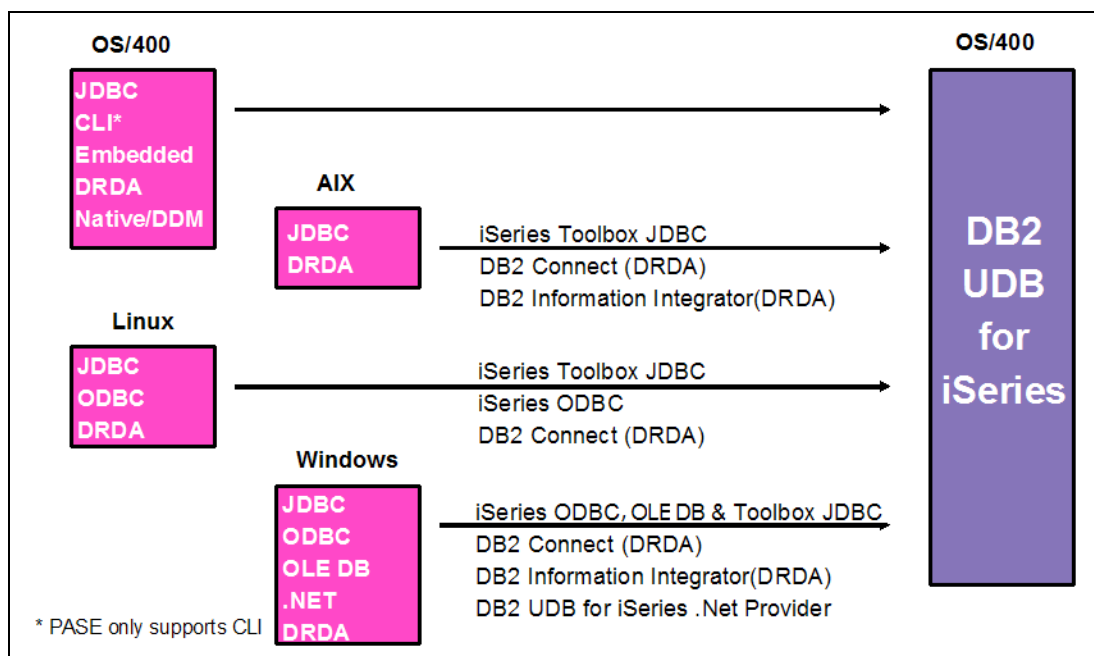 OS/400
JDBC
CLI*
Embedded
DRDA
Native/DDM
AIX
JDBC
DRDA
iSeries Toolbox JDBC
DB2 Connect (DRDA)
DB2 Information Integrator(DRDA)
Linux
JDBC
ODBC
DRDA
iSeries Toolbox JDBC
iSeries ODBC
DB2 Connect (DRDA)
Windows
JDBC
ODBC
OLE DB
.NET
DRDA
iSeries ODBC, OLE DB & Toolbox JDBC
DB2 Connect (DRDA)
DB2 Information Integrator(DRDA)
DB2 UDB for iSeries .Net Provider
OS/400
DB2
UDB
for
iSeries
* PASE only supports CLI